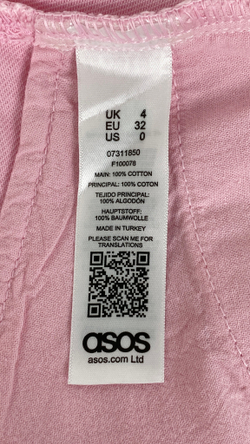 UK 4
EU 32
US 0
07311850
F100078
MAIN: 100% COTTON
PRINCIPAL: 100% COTTON
TEJIDO PRINCIPAL:
100% ALGODÓN
HAUPTSTOFF:
100% BAUMWOLLE
MADE IN TURKEY
PLEASE SCAN ME FOR
TRANSLATIONS
asos
asos.com Ltd